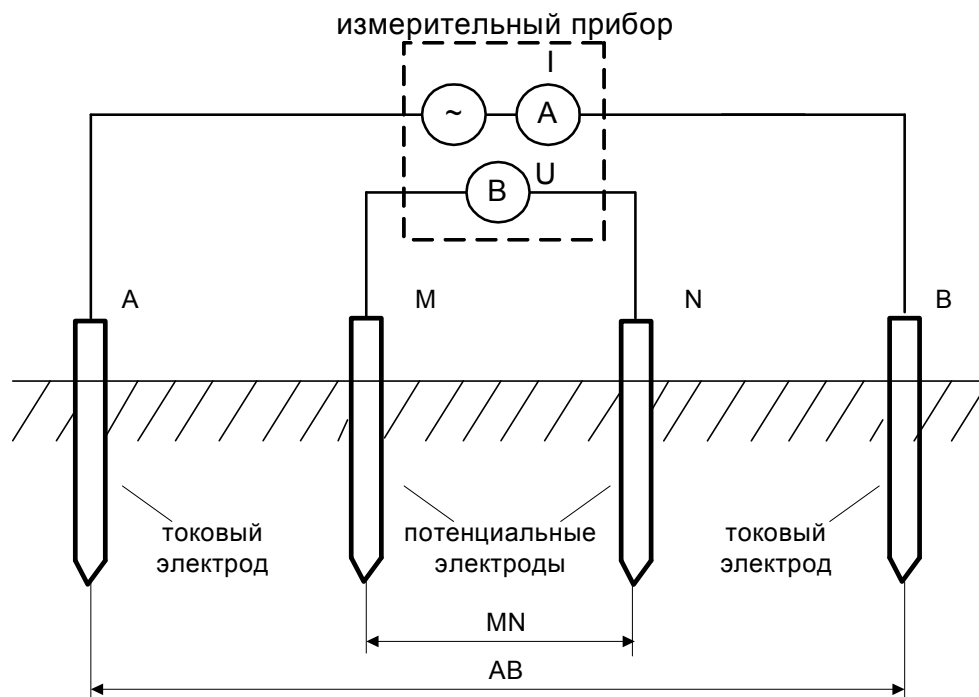 измерительный прибор
I
~
A
B
U
A
M
N
B
токовый
электрод
потенциальные
электроды
токовый
электрод
MN
AB